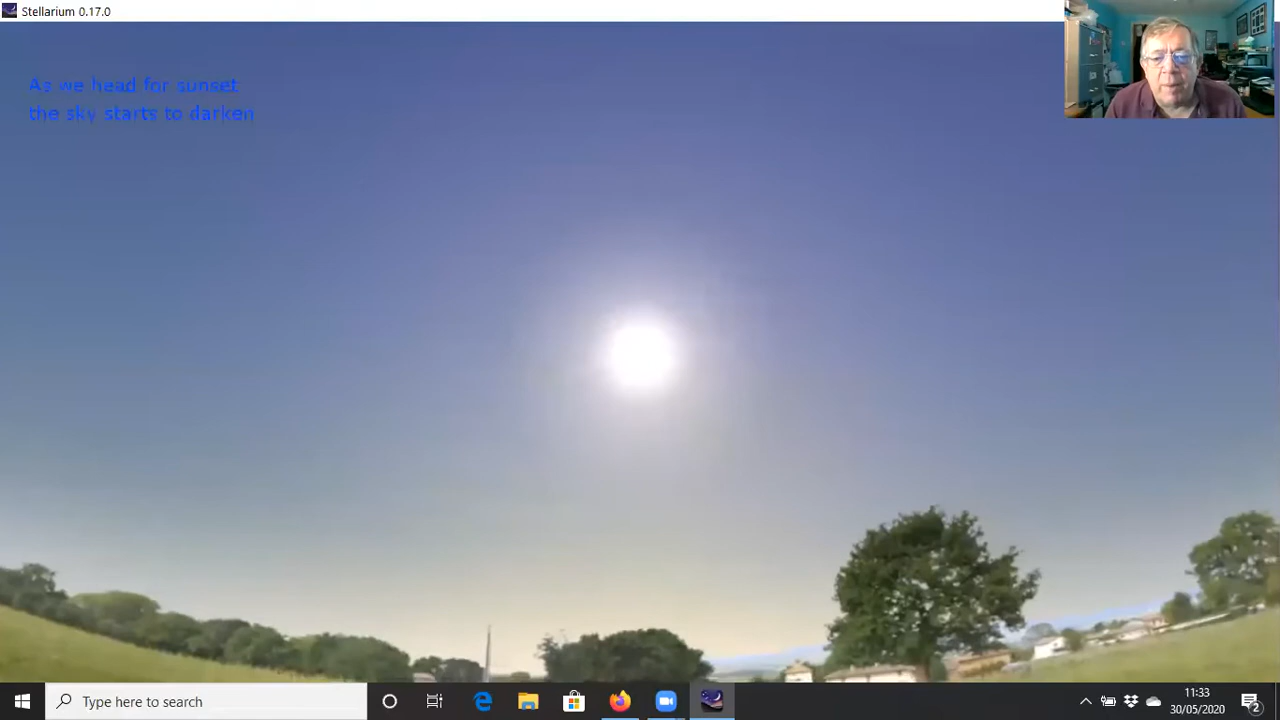 Stellarium 0.17.0
As we head for sunset
the sky starts to darken
Type here to search
11:33
30/05/2020
2